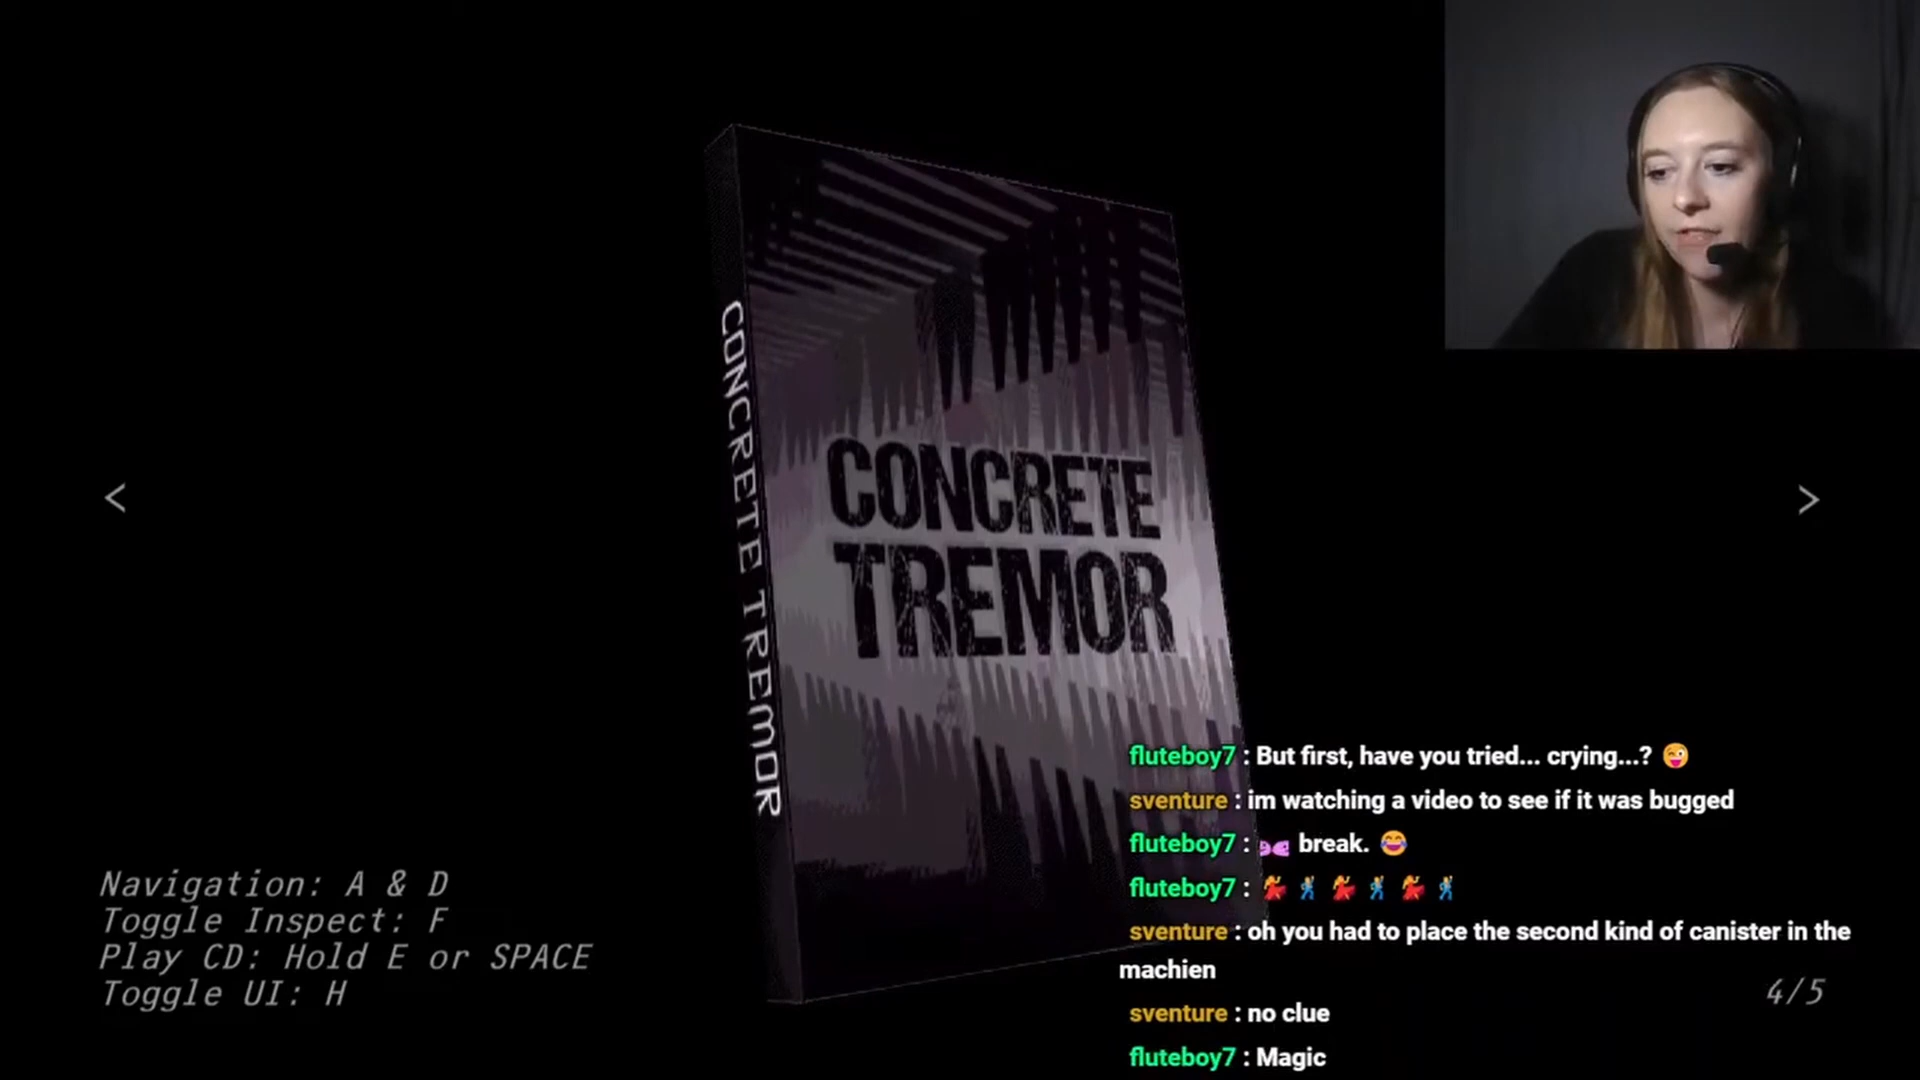 CONCRETE TREMOR
CONCRETE
TREMOR
<
>
fluteboy7 : But first, have you tried... crying...? 😜
sventure : im watching a video to see if it was bugged
fluteboy7 : break. 😂
fluteboy7 : 💃🕺💃🕺💃🕺
sventure : oh you had to place the second kind of canister in the
machien
sventure : no clue
fluteboy7 : Magic
Navigation: A & D
Toggle Inspect: F
Play CD: Hold E or SPACE
Toggle UI: H
4/5